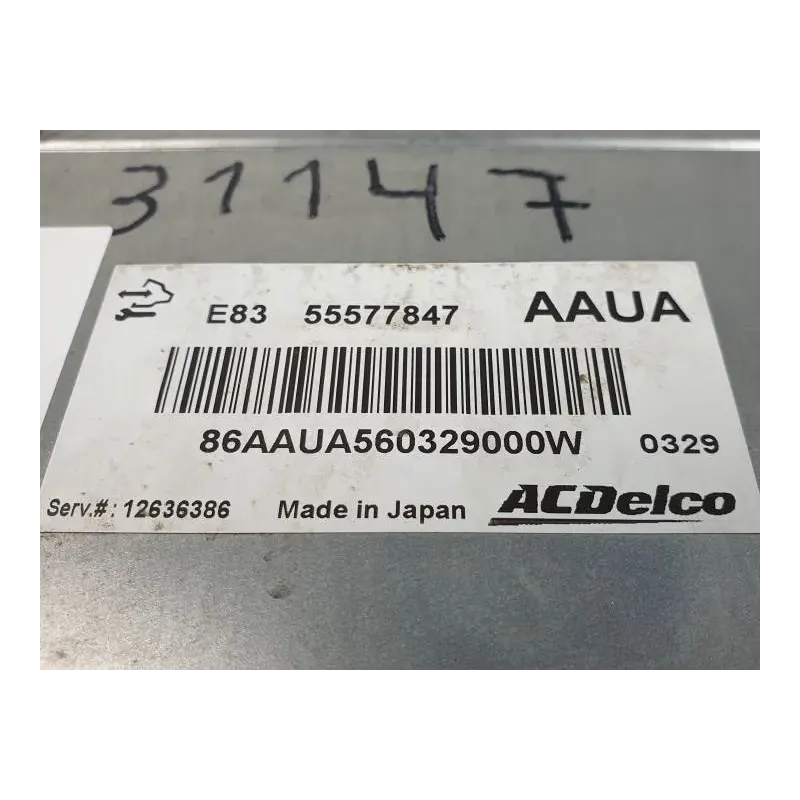 31147
E83 55577847 AAUA
86AAUA560329000W 0329
Serv.#: 12636386 Made in Japan ACDelco